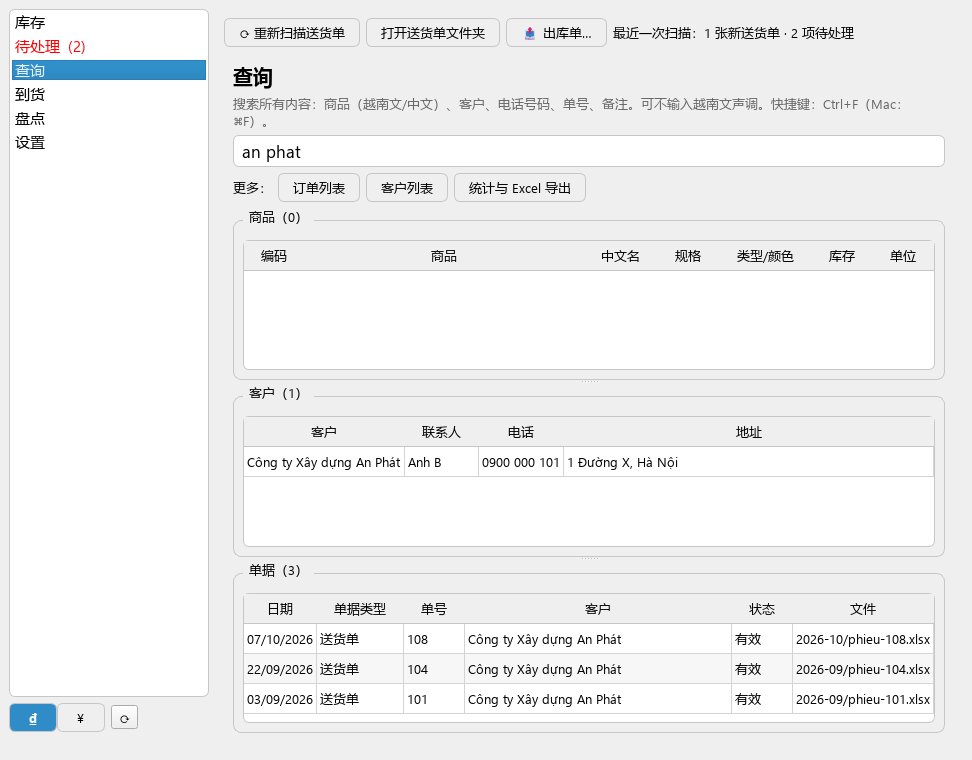 库存
待处理（2）
查询
到货
盘点
设置
₫ ¥ ⟳
⟳ 重新扫描送货单 打开送货单文件夹 📤 出库单... 最近一次扫描：1 张新送货单 · 2 项待处理
查询
搜索所有内容：商品（越南文/中文）、客户、电话号码、单号、备注。可不输入越南文声调。快捷键：Ctrl+F（Mac：
⌘F）。
an phat
更多： 订单列表 客户列表 统计与 Excel 导出
商品（0）
编码 商品 中文名 规格 类型/颜色 库存 单位
客户（1）
客户 联系人 电话 地址
Công ty Xây dựng An Phát Anh B 0900 000 101 1 Đường X, Hà Nội
单据（3）
日期 单据类型 单号 客户 状态 文件
07/10/2026 送货单 108 Công ty Xây dựng An Phát 有效 2026-10/phieu-108.xlsx
22/09/2026 送货单 104 Công ty Xây dựng An Phát 有效 2026-09/phieu-104.xlsx
03/09/2026 送货单 101 Công ty Xây dựng An Phát 有效 2026-09/phieu-101.xlsx